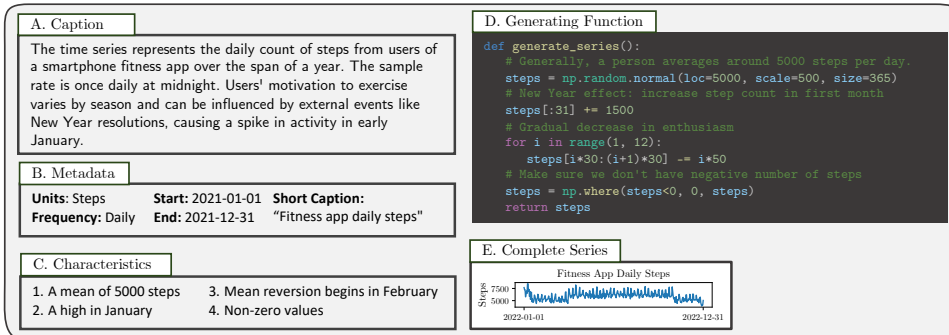 A. Caption
The time series represents the daily count of steps from users of
a smartphone fitness app over the span of a year. The sample
rate is once daily at midnight. Users' motivation to exercise
varies by season and can be influenced by external events like
New Year resolutions, causing a spike in activity in early
January.
B. Metadata
Units: Steps Start: 2021-01-01 Short Caption:
Frequency: Daily End: 2021-12-31 "Fitness app daily steps"
C. Characteristics
1. A mean of 5000 steps 3. Mean reversion begins in February
2. A high in January 4. Non-zero values
D. Generating Function
def generate_series():
# Generally, a person averages around 5000 steps per day.
steps = np.random.normal(loc=5000, scale=500, size=365)
# New Year effect: increase step count in first month
steps[:31] += 1500
# Gradual decrease in enthusiasm
for i in range(1, 12):
steps[i*30:(i+1)*30] -= i*50
# Make sure we don't have negative number of steps
steps = np.where(steps<0, 0, steps)
return steps
E. Complete Series
Fitness App Daily Steps
Steps
7500
5000
2022-01-01 2022-12-31